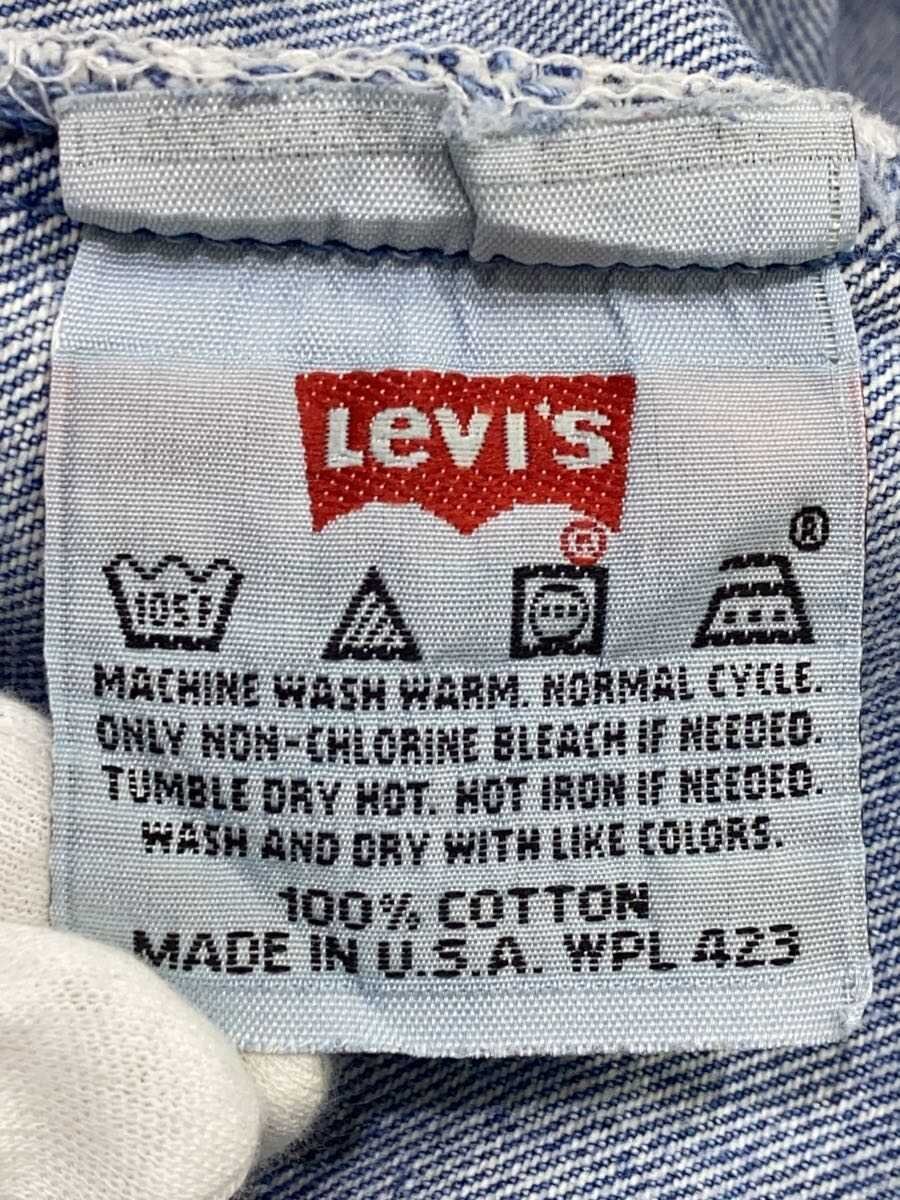 Levi's
®
®
105F
MACHINE WASH WARM. NORMAL CYCLE.
ONLY NON-CHLORINE BLEACH IF NEEDED.
TUMBLE DRY HOT. HOT IRON IF NEEDED.
WASH AND DRY WITH LIKE COLORS.
100% COTTON
MADE IN U.S.A. WPL 423